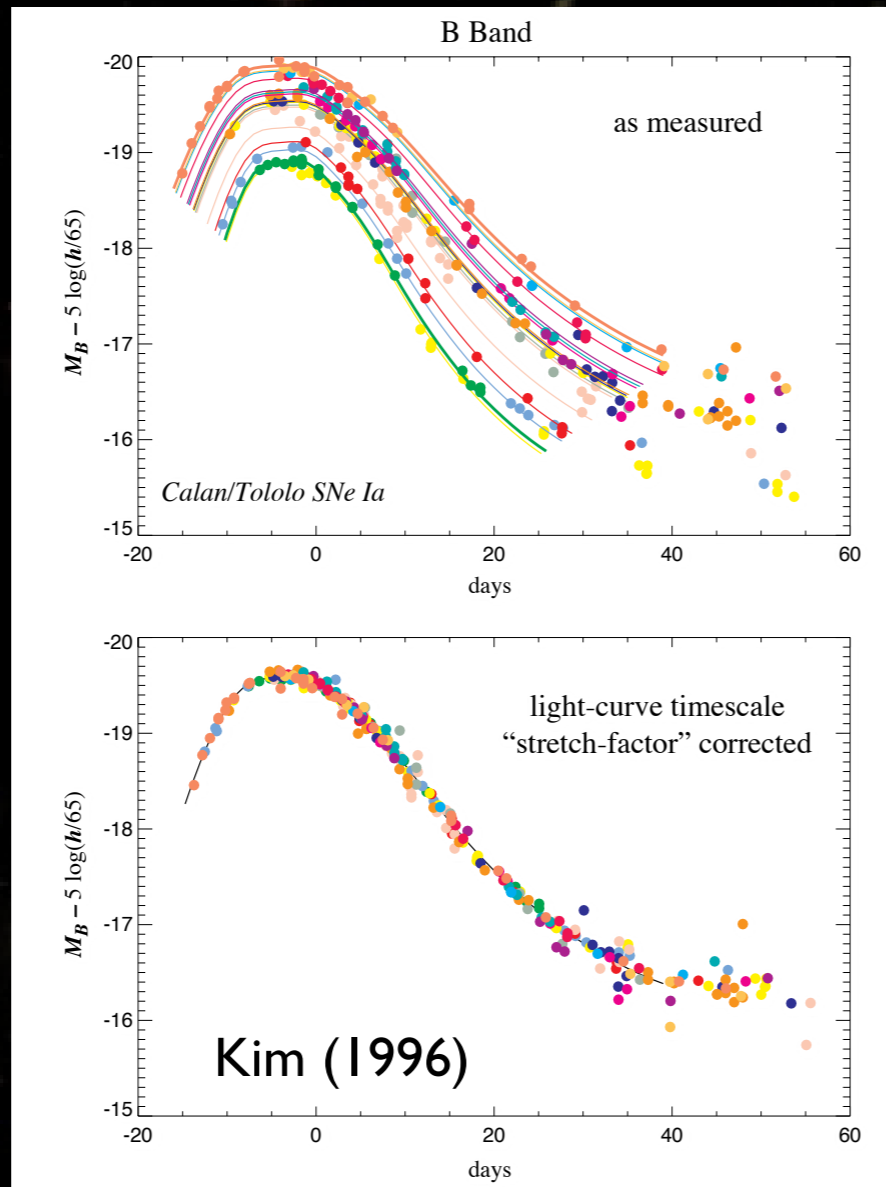 B Band
as measured
-20
-19
-18
-17
-16
-15
M_B – 5 log(h/65)
Calan/Tololo SNe Ia
-20
0
20
40
60
days
-20
-19
-18
-17
-16
-15
M_B – 5 log(h/65)
light-curve timescale
“stretch-factor” corrected
Kim (1996)
-20
0
20
40
60
days